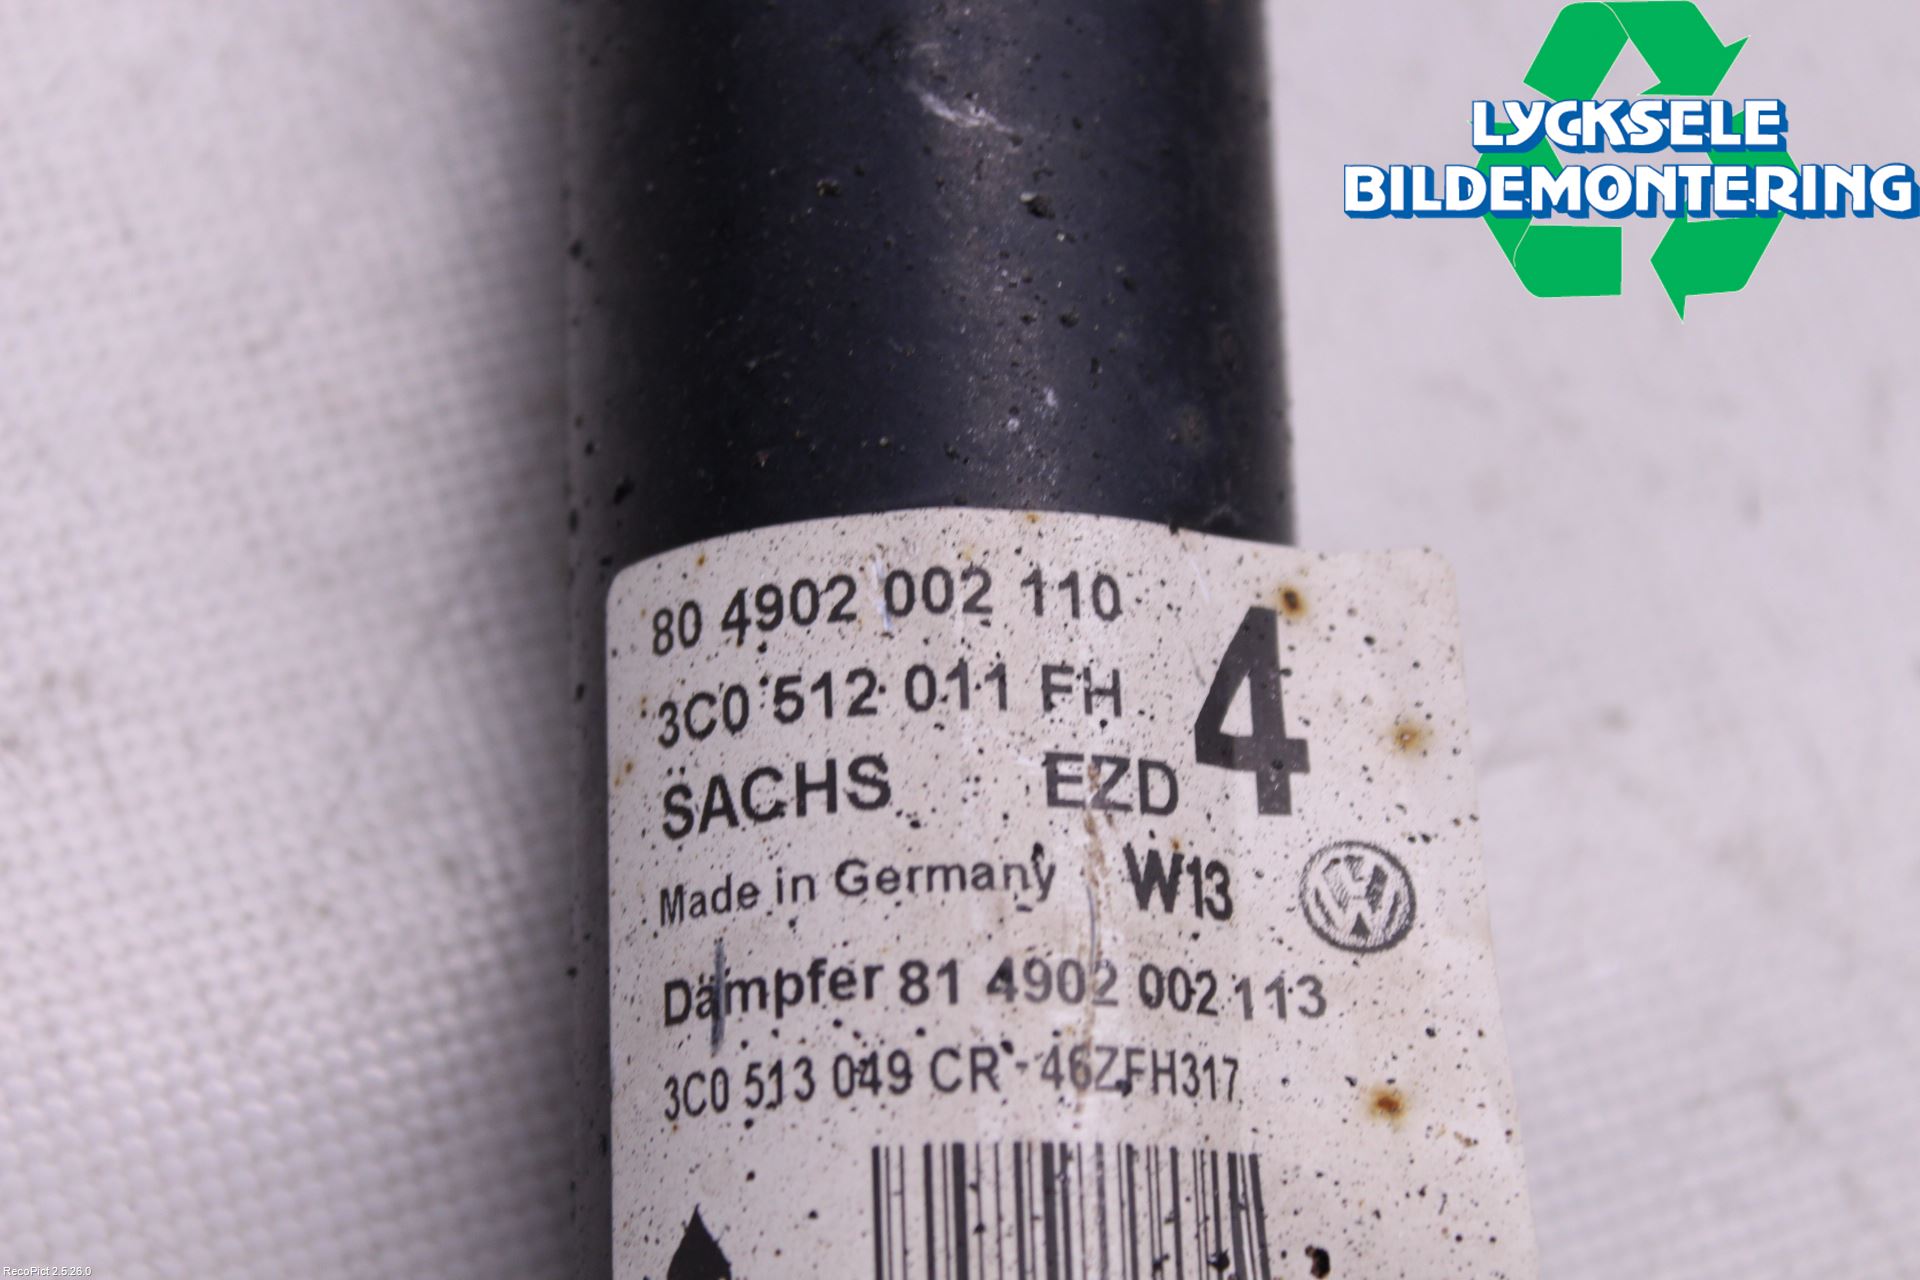 LYCKSELE
BILDEMONTERING
80 4902 002 110
3C0 512 011 FH
4
SACHS EZD
Made in Germany W13
Dämpfer 81 4902 002 113
3C0 513 049 CR - 46ZFH317
RecoPict 2.5.26.0